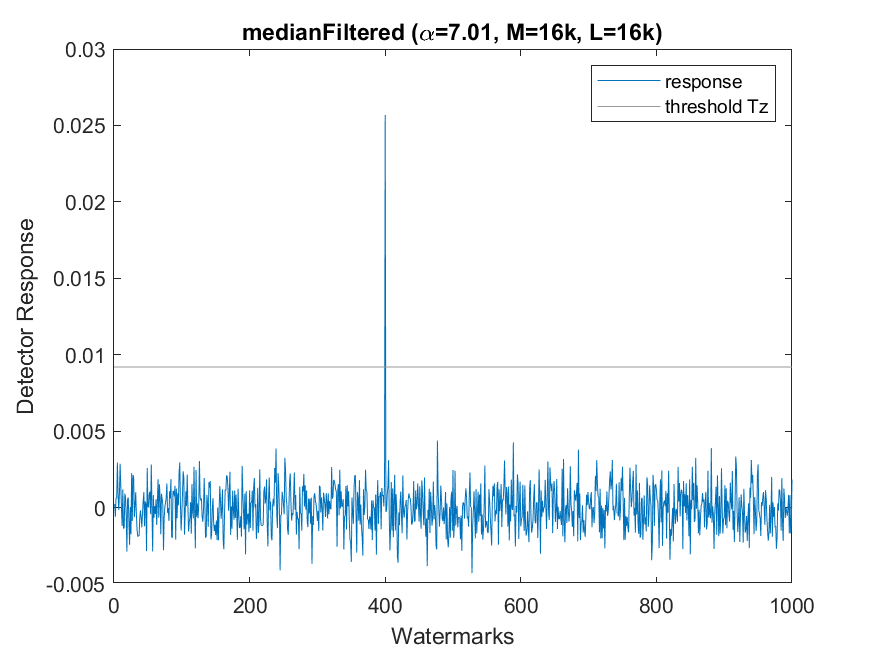 medianFiltered (α=7.01, M=16k, L=16k)
0.03
0.025
0.02
0.015
0.01
0.005
0
-0.005
Detector Response
response
threshold Tz
0 200 400 600 800 1000
Watermarks